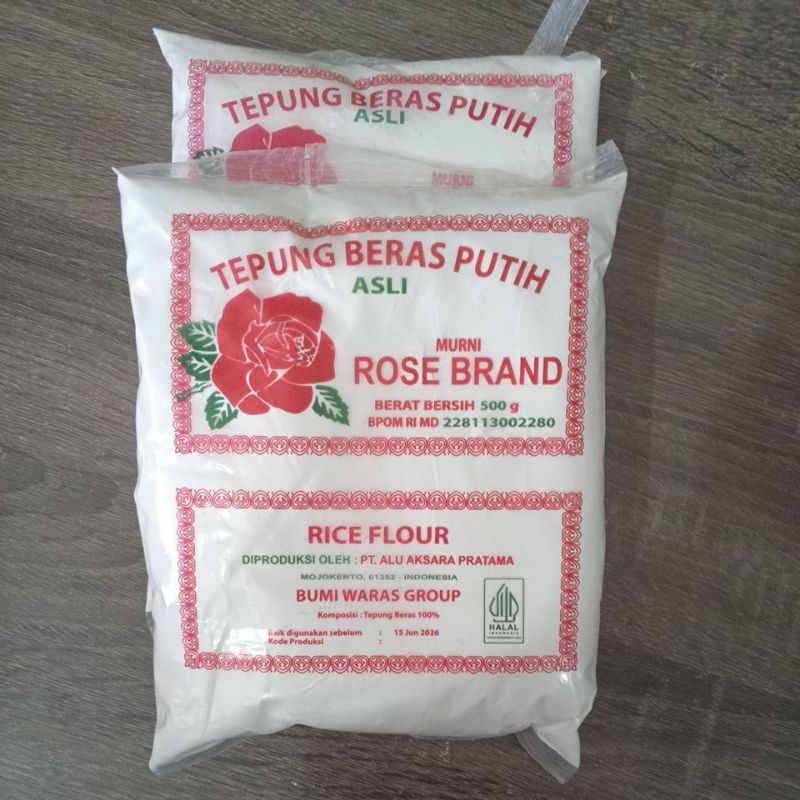 TEPUNG BERAS PUTIH
ASLI
MURNI
TEPUNG BERAS PUTIH
ASLI
MURNI
ROSE BRAND
BERAT BERSIH 500 g
BPOM RI MD 228113002280
RICE FLOUR
DIPRODUKSI OLEH : PT. ALU AKSARA PRATAMA
MOJOKERTO, 61352 - INDONESIA
BUMI WARAS GROUP
Komposisi : Tepung Beras 100%
Baik digunakan sebelum : 15 Jun 2026
Kode Produksi :
HALAL
INDONESIA